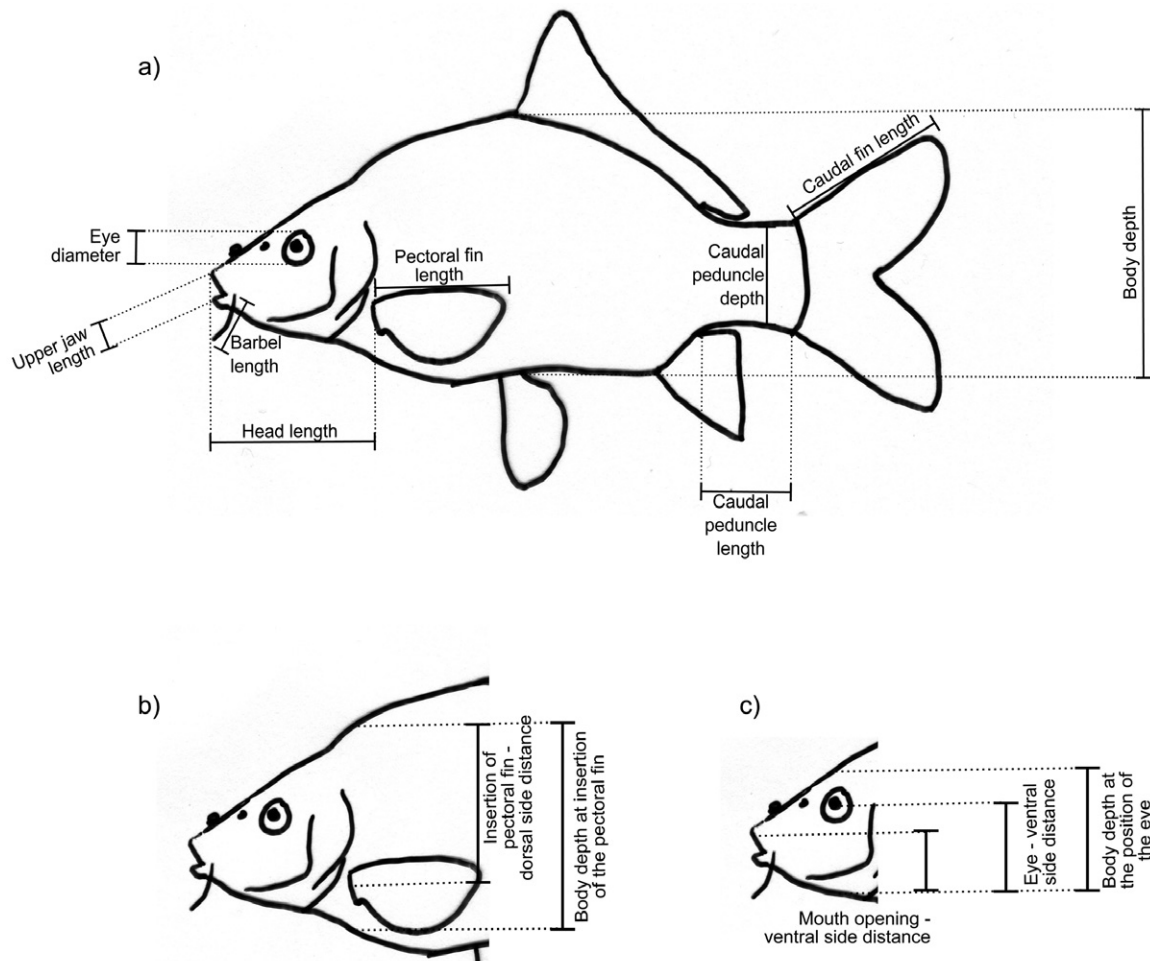 a)
Caudal fin length
Body depth
Eye
diameter
Pectoral fin
length
Caudal
peduncle
depth
Upper jaw
length
Barbel
length
Head length
Caudal
peduncle
length
b)
Insertion of
pectoral fin -
dorsal side distance
Body depth at insertion
of the pectoral fin
c)
Eye - ventral
side distance
Body depth at
the position of
the eye
Mouth opening -
ventral side distance